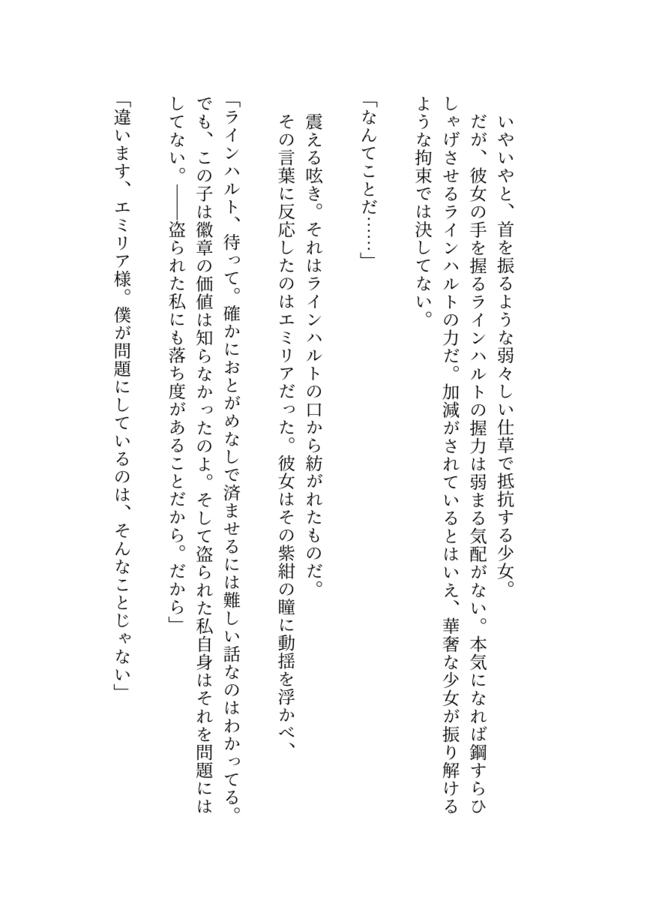 いやいやと、首を振るような弱々しい仕草で抵抗する少女。
だが、彼女の手を握るラインハルトの握力は弱まる気配がない。本気になれば鋼すらひ
しゃげさせるラインハルトの力だ。加減がされているとはいえ、華奢な少女が振り解ける
ような拘束では決してない。
「なんてことだ……」
震える呟き。それはラインハルトの口から紡がれたものだ。
その言葉に反応したのはエミリアだった。彼女はその紫紺の瞳に動揺を浮かべ、
「ラインハルト、待って。確かにおとがめなしで済ませるには難しい話なのはわかってる。
でも、この子は徽章の価値は知らなかったのよ。そして盗られた私自身はそれを問題には
してない。――盗られた私にも落ち度があることだから。だから」
「違います、エミリア様。僕が問題にしているのは、そんなことじゃない」